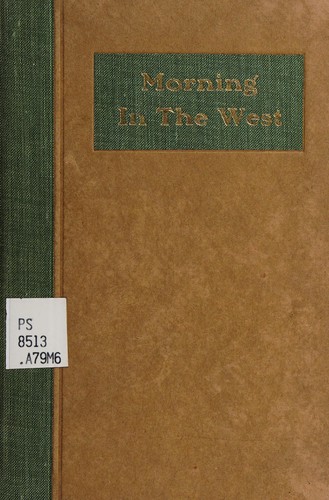 Morning
In The West
PS
8513
.A79M6